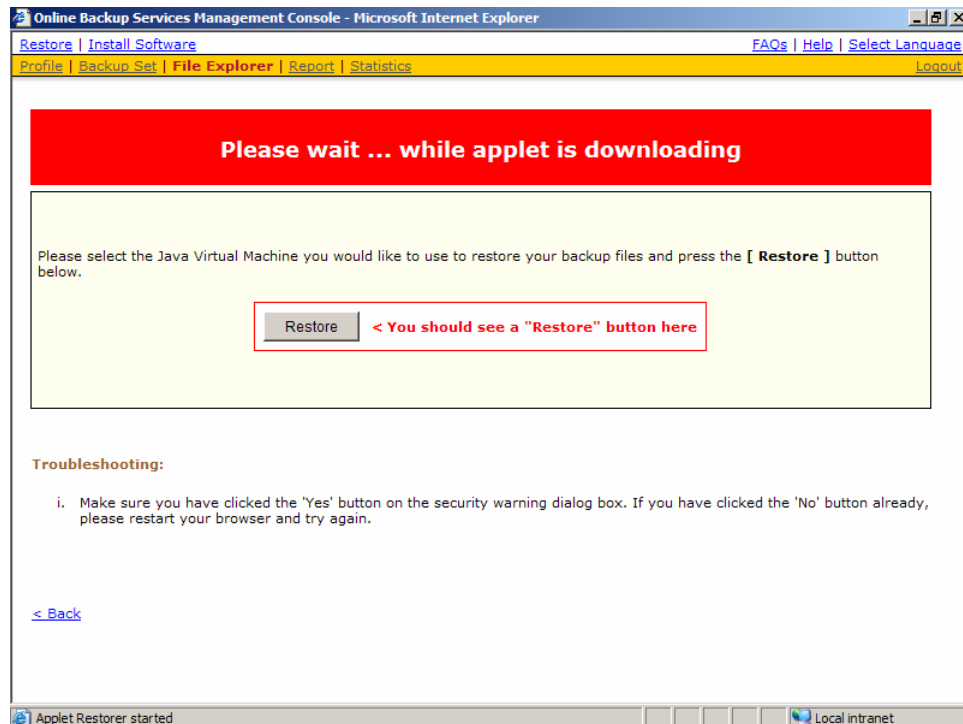 Online Backup Services Management Console - Microsoft Internet Explorer
Restore | Install Software FAQs | Help | Select Language
Profile | Backup Set | File Explorer | Report | Statistics Logout
Please wait ... while applet is downloading
Please select the Java Virtual Machine you would like to use to restore your backup files and press the [ Restore ] button
below.
Restore < You should see a "Restore" button here
Troubleshooting:
i. Make sure you have clicked the 'Yes' button on the security warning dialog box. If you have clicked the 'No' button already,
please restart your browser and try again.
< Back
Applet Restorer started Local intranet